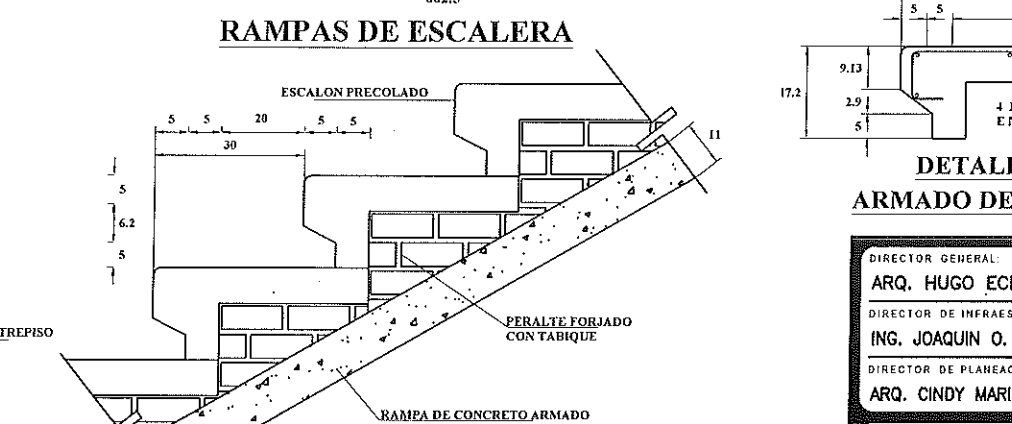 RAMPAS DE ESCALERA
ESCALON PRECOLADO
5 5 20 5 5
30
5
6.2
5
11
PERALTE FORJADO
CON TABIQUE
RAMPA DE CONCRETO ARMADO
TREPISO
5 5
9.13
17.2
2.9
5
DETAL
ARMADO DE
DIRECTOR GENERAL:
ARQ. HUGO
DIRECTOR DE INFRAES
ING. JOAQUIN O.
DIRECTOR DE PLANEAC
ARQ. CINDY MARI